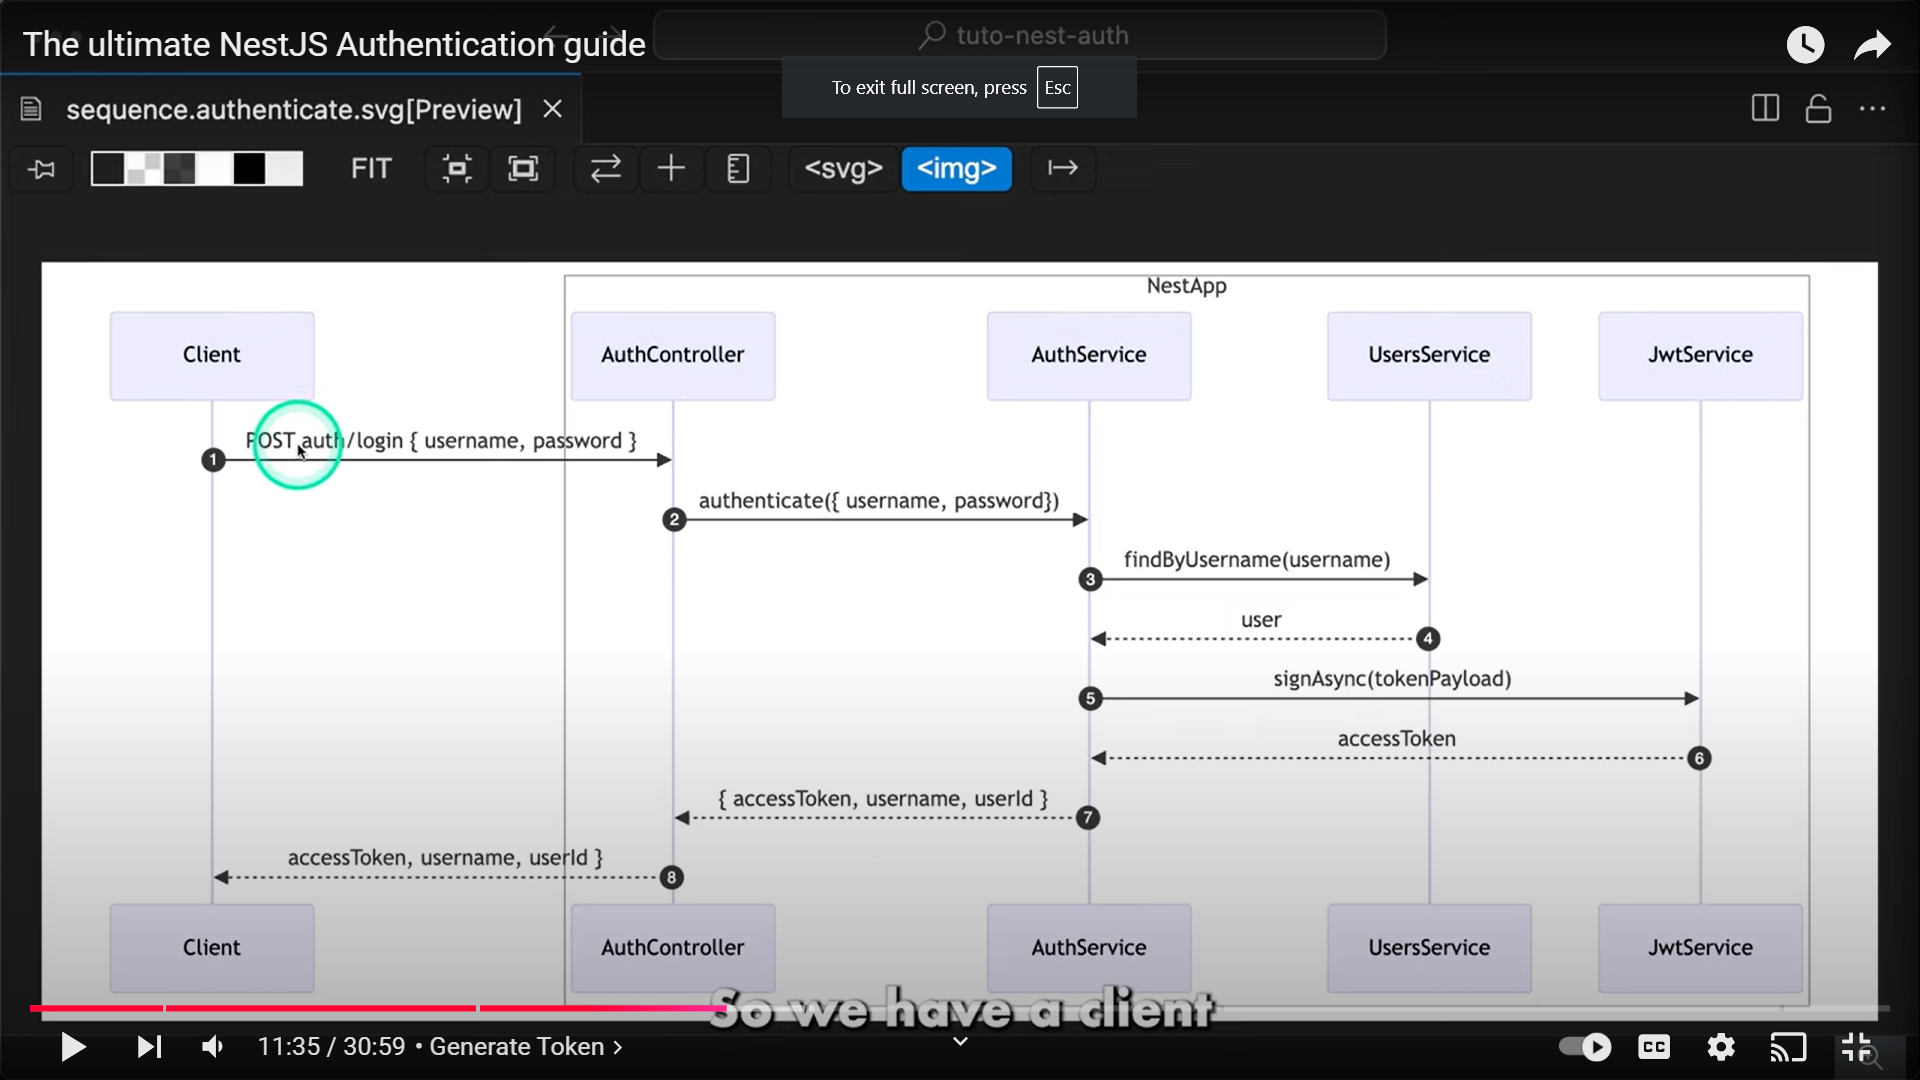 The ultimate NestJS Authentication guide
tuto-nest-auth
To exit full screen, press Esc
sequence.authenticate.svg[Preview]
FIT
<svg>
<img>
NestApp
Client
AuthController
AuthService
UsersService
JwtService
POST auth/login { username, password }
1
authenticate({ username, password})
2
findByUsername(username)
3
user
4
signAsync(tokenPayload)
5
accessToken
6
{ accessToken, username, userId }
7
accessToken, username, userId }
8
Client
AuthController
AuthService
UsersService
JwtService
So we have a client
11:35 / 30:59 • Generate Token >
CC